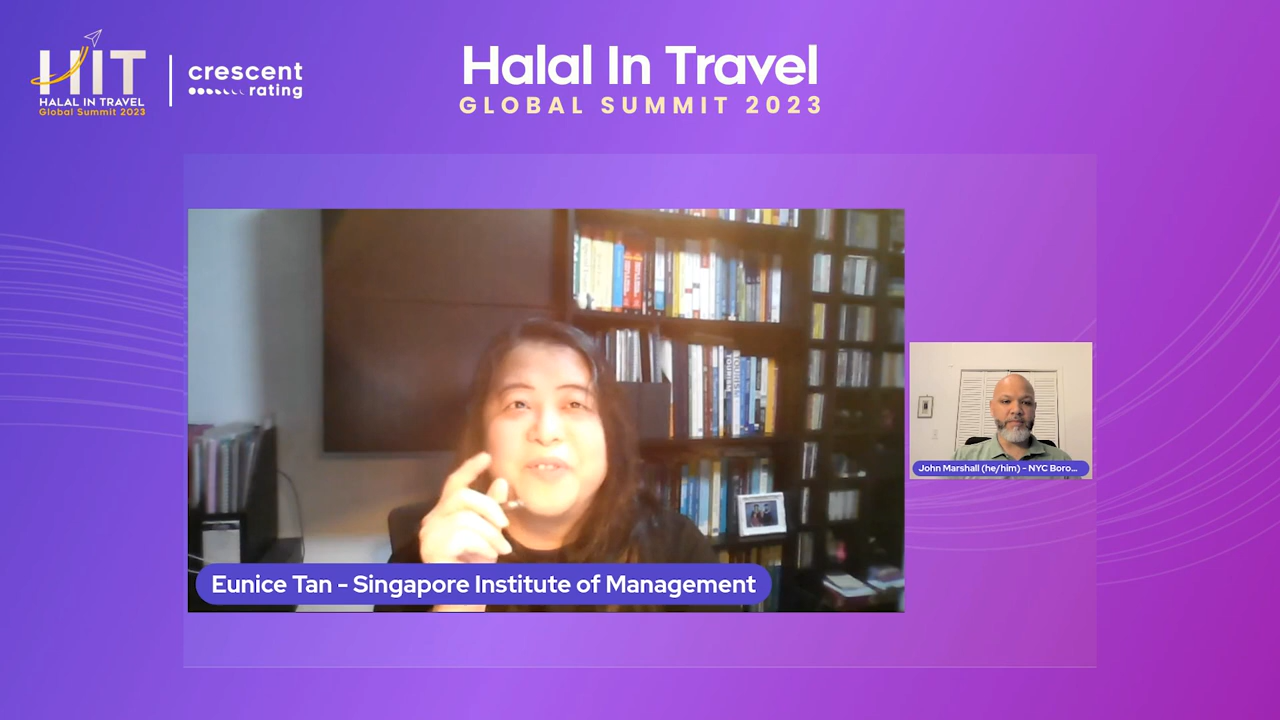 HiT
HALAL IN TRAVEL
Global Summit 2023
crescent
rating
Halal In Travel
GLOBAL SUMMIT 2023
TOURISM
Eunice Tan - Singapore Institute of Management
John Marshall (he/him) - NYC Boro...